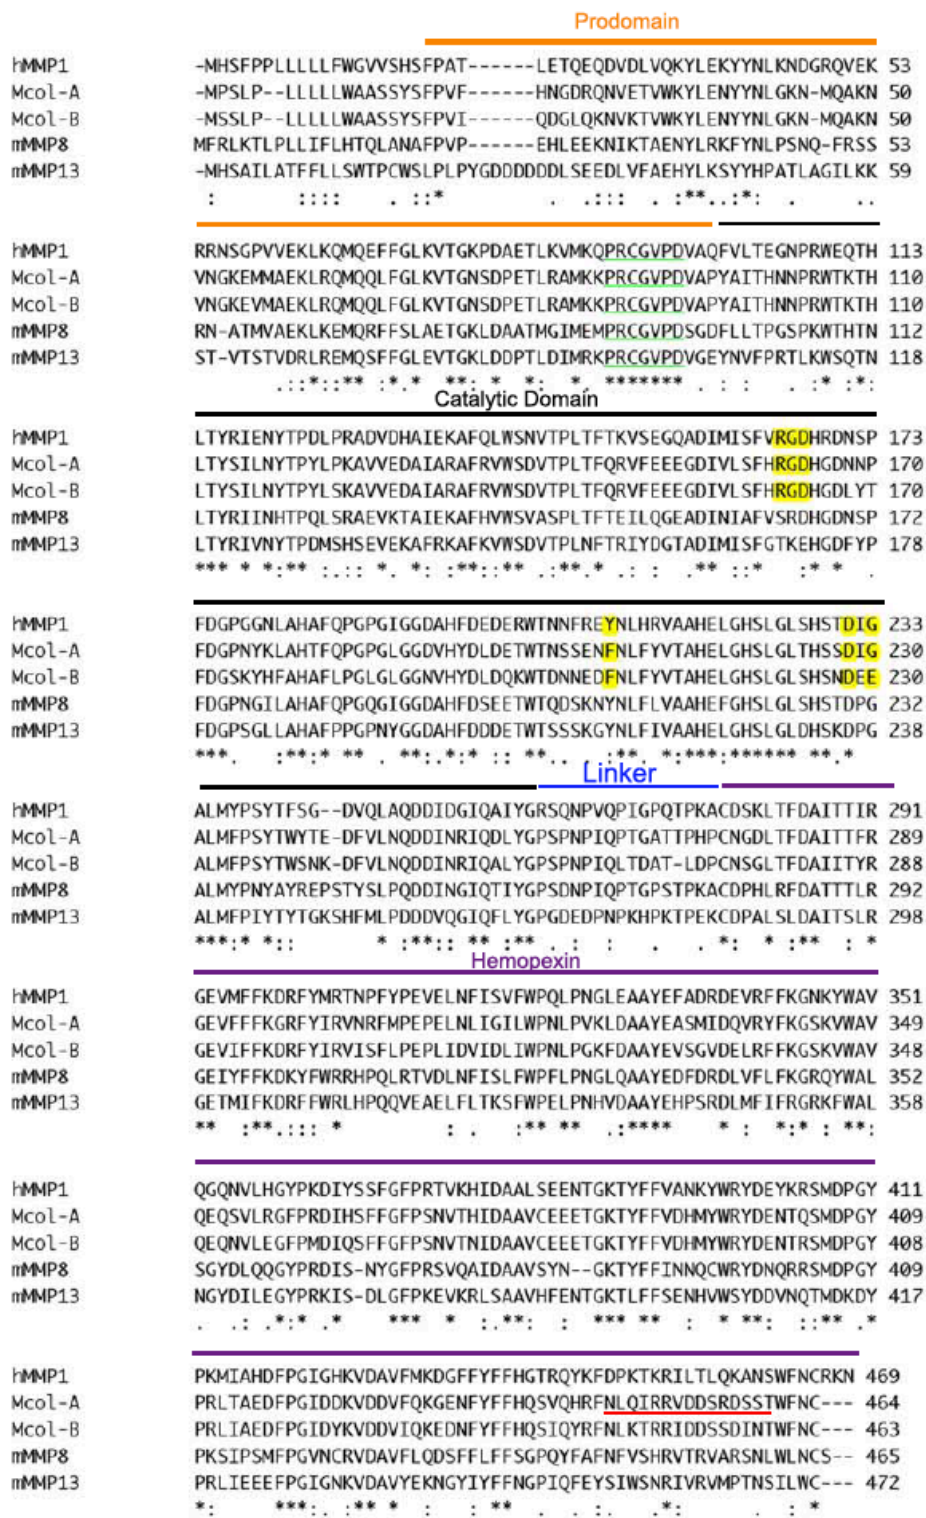 Prodomain
hMMP1 -MHSFPPLLLLLFWGVVSHSFPAT------LETQEQDVDLVQKYLEKYYNLKNDGRQVEK 53
Mcol-A -MPSLP--LLLLLWAASSYSFPVF------HNGDRQNVETVWKYLENYYNLGKN-MQAKN 50
Mcol-B -MSSLP--LLLLLWAASSYSFPVI------QDGLQKNVKTVWKYLENYYNLGKN-MQAKN 50
mMMP8 MFRLKTLPLLIFLHTQLANAFPVP------EHLEEKNIKTAENYLRKFYNLPSNQ-FRSS 53
mMMP13 -MHSAILATFFLLSWTPCWSLPLPYGDDDDDDLSEEDLVFAEHYLKSYYHPATLAGILKK 59
: :::: . ::* . .::: . :**..:*: . ..
hMMP1 RRNSGPVVEKLKQMQEFFGLKVTGKPDAETLKVMKQPRCGVPDVAQFVLTEGNPRWEQTH 113
Mcol-A VNGKEMMAEKLRQMQQLFGLKVTGNSDPETLRAMKKPRCGVPDVAPYAITHNNPRWTKTH 110
Mcol-B VNGKEVMAEKLRQMQQLFGLKVTGNSDPETLRAMKKPRCGVPDVAPYAITHNNPRWTKTH 110
mMMP8 RN-ATMVAEKLKEMQRFFSLAETGKLDAATMGIMEMPRCGVPDSGDFLLTPGSPKWTHTN 112
mMMP13 ST-VTSTVDRLREMQSFFGLEVTGKLDDPTLDIMRKPRCGVPDVGEYNVFPRTLKWSQTN 118
.::*::** :*.* **: * *: *. ******* . : : . :* *:
Catalytic Domain
hMMP1 LTYRIENYTPDLPRADVDHAIEKAFQLWSNVTPLTFTKVSEGQADIMISFVRGDHRDNSP 173
Mcol-A LTYSILNYTPYLPKAVVEDAIARAFRVWSDVTPLTFQRVFEEEGDIVLSFHRGDHGDNNP 170
Mcol-B LTYSILNYTPYLSKAVVEDAIARAFRVWSDVTPLTFQRVFEEEGDIVLSFHRGDHGDLYT 170
mMMP8 LTYRIINHTPQLSRAEVKTAIEKAFHVWSVASPLTFTEILQGEADINIAFVSRDHGDNSP 172
mMMP13 LTYRIVNYTPDMSHSEVEKAFRKAFKVWSDVTPLNFTRIYDGTADIMISFGTKEHGDFYP 178
*** * *:** :.:: *. *: :**::** .:**.* .: : .** ::* :* * .
hMMP1 FDGPGGNLAHAFQPGPGIGGDAHFDEDERWTNNFREYNLHRVAAHELGHSLGLSHSTDIG 233
Mcol-A FDGPNYKLAHTFQPGPGLGGDVHYDLDETWTNSSENFNLFYVTAHELGHSLGLTHSSDIG 230
Mcol-B FDGSKYHFAHAFLPGLGLGGNVHYDLDQKWTDNNEDFNLFYVTAHELGHSLGLSHSNDEE 230
mMMP8 FDGPNGILAHAFQPGQGIGGDAHFDSEETWTQDSKNYNLFLVAAHEFGHSLGLSHSTDPG 232
mMMP13 FDGPSGLLAHAFPPGPNYGGDAHFDDDETWTSSSKGYNLFIVAAHELGHSLGLDHSKDPG 238
***. :**:* ** . **:.*:* :: **. . .:**. *:***:****** **.*
Linker
hMMP1 ALMYPSYTFSG--DVQLAQDDIDGIQAIYGRSQNPVQPIGPQTPKACDSKLTFDAITTIR 291
Mcol-A ALMFPSYTWYTE-DFVLNQDDINRIQDLYGPSPNPIQPTGATTPHPCNGDLTFDAITTFR 289
Mcol-B ALMFPSYTWSNK-DFVLNQDDINRIQALYGPSPNPIQLTDAT-LDPCNSGLTFDAIITYR 288
mMMP8 ALMYPNYAYREPSTYSLPQDDINGIQTIYGPSDNPIQPTGPSTPKACDPHLRFDATTTLR 292
mMMP13 ALMFPIYTYTGKSHFMLPDDDVQGIQFLYGPGDEDPNPKHPKTPEKCDPALSLDAITSLR 298
***:* *:: * :**:: ** :** . : : . . *: * :** : *
Hemopexin
hMMP1 GEVMFFKDRFYMRTNPFYPEVELNFISVFWPQLPNGLEAAYEFADRDEVRFFKGNKYWAV 351
Mcol-A GEVFFFKGRFYIRVNRFMPEPELNLIGILWPNLPVKLDAAYEASMIDQVRYFKGSKVWAV 349
Mcol-B GEVIFFKDRFYIRVISFLPEPLIDVIDLIWPNLPGKFDAAYEVSGVDELRFFKGSKVWAV 348
mMMP8 GEIYFFKDKYFWRRHPQLRTVDLNFISLFWPFLPNGLQAAYEDFDRDLVFLFKGRQYWAL 352
mMMP13 GETMIFKDRFFWRLHPQQVEAELFLTKSFWPELPNHVDAAYEHPSRDLMFIFRGRKFWAL 358
** :**.::: * : . :** ** .:**** * : *:* : **:
hMMP1 QGQNVLHGYPKDIYSSFGFPRTVKHIDAALSEENTGKTYFFVANKYWRYDEYKRSMDPGY 411
Mcol-A QEQSVLRGFPRDIHSFFGFPSNVTHIDAAVCEEETGKTYFFVDHMYWRYDENTQSMDPGY 409
Mcol-B QEQNVLEGFPMDIQSFFGFPSNVTNIDAAVCEEETGKTYFFVDHMYWRYDENTRSMDPGY 408
mMMP8 SGYDLQQGYPRDIS-NYGFPRSVQAIDAAVSYN--GKTYFFINNQCWRYDNQRRSMDPGY 409
mMMP13 NGYDILEGYPRKIS-DLGFPKEVKRLSAAVHFENTGKTLFFSENHVWSYDDVNQTMDKDY 417
. .: .*:* .* *** * :.**: : *** ** : * **: ::** .*
hMMP1 PKMIAHDFPGIGHKVDAVFMKDGFFYFFHGTRQYKFDPKTKRILTLQKANSWFNCRKN 469
Mcol-A PRLTAEDFPGIDDKVDDVFQKGENFYFFHQSVQHRFNLQIRRVDDSRDSSTWFNC--- 464
Mcol-B PRLIAEDFPGIDYKVDDVIQKEDNFYFFHQSIQYRFNLKTRRIDDSSDINTWFNC--- 463
mMMP8 PKSIPSMFPGVNCRVDAVFLQDSFFLFFSGPQYFAFNFVSHRVTRVARSNLWLNCS-- 465
mMMP13 PRLIEEEFPGIGNKVDAVYEKNGYIYFFNGPIQFEYSIWSNRIVRVMPTNSILWC--- 472
*: ***:. :** * : : ** . . :. .*: . : *